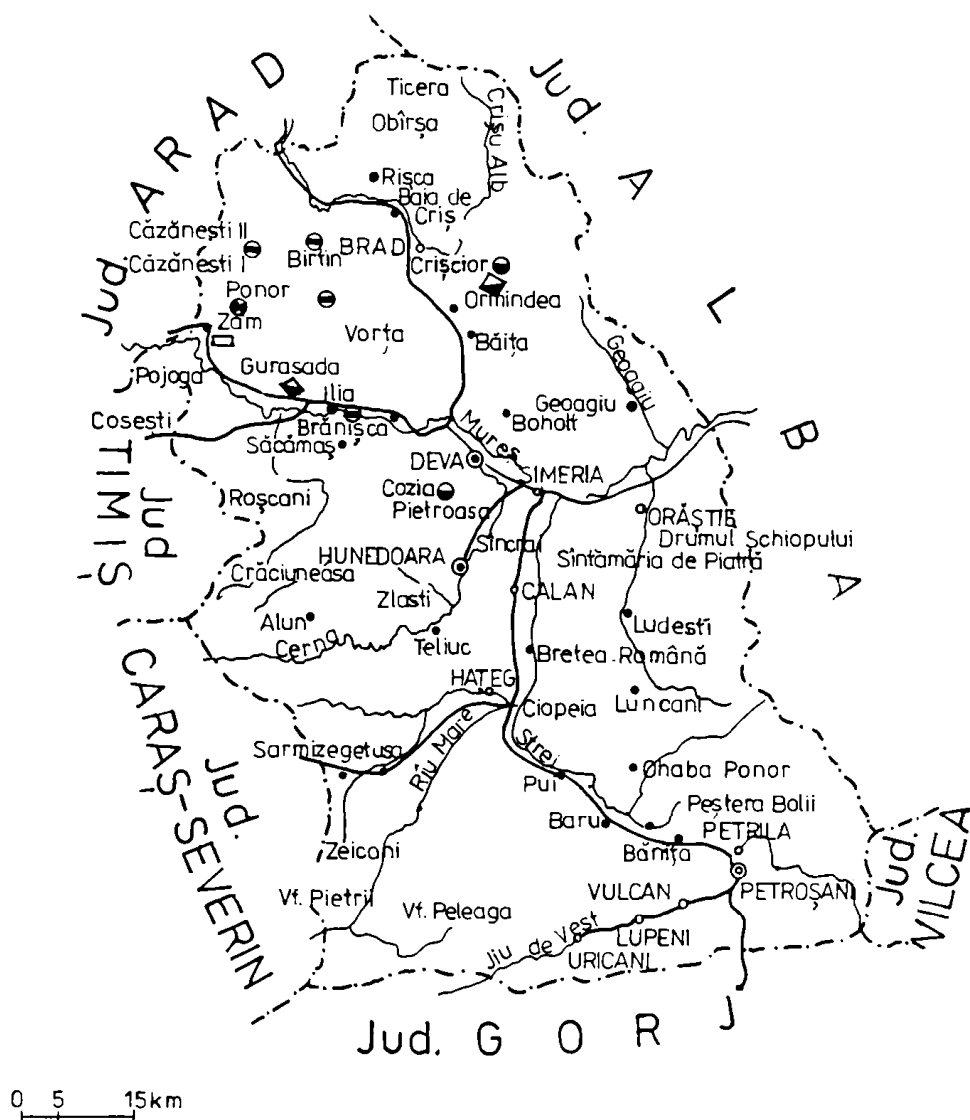 Jud. ARAD
Jud. ALBA
Ticera
Obîrșa
Crișu Alb
Rișca
Baia de
Criș
Căzănești II
Căzănești I
Birtin
BRAD
Crișcior
Ponor
Ormindea
Zam
Vorța
Băița
Geoagiu
Pojoga
Gurasada
Ilia
Geoagiu
Boholt
Cosești
Brănișca
Mureș
Săcămaș
DEVA
SIMERIA
Jud
TIMIȘ
Roșcani
Cozia
Pietroasa
ORĂȘTIE
Drumul Schiopului
HUNEDOARA
Sîncrai
Sîntămăria de Piatră
Crăciuneasa
Zlasti
CALAN
Alun
Cerna
Teliuc
Ludesti
Bretea Română
HATEG
Luncani
Ciopeia
Jud.
CARAȘ-SEVERIN
Sarmizegetusa
Rîu Mare
Strei
Pui
Ohaba Ponor
Peștera Bolii
Baru
PETRILA
Zeicani
Bănița
Jud.
VILCEA
Vf. Pietrii
VULCAN
PETROȘANI
Vf. Peleaga
Jiu de Vest
LUPENI
URICANI
Jud. GORJ
0 5 15km